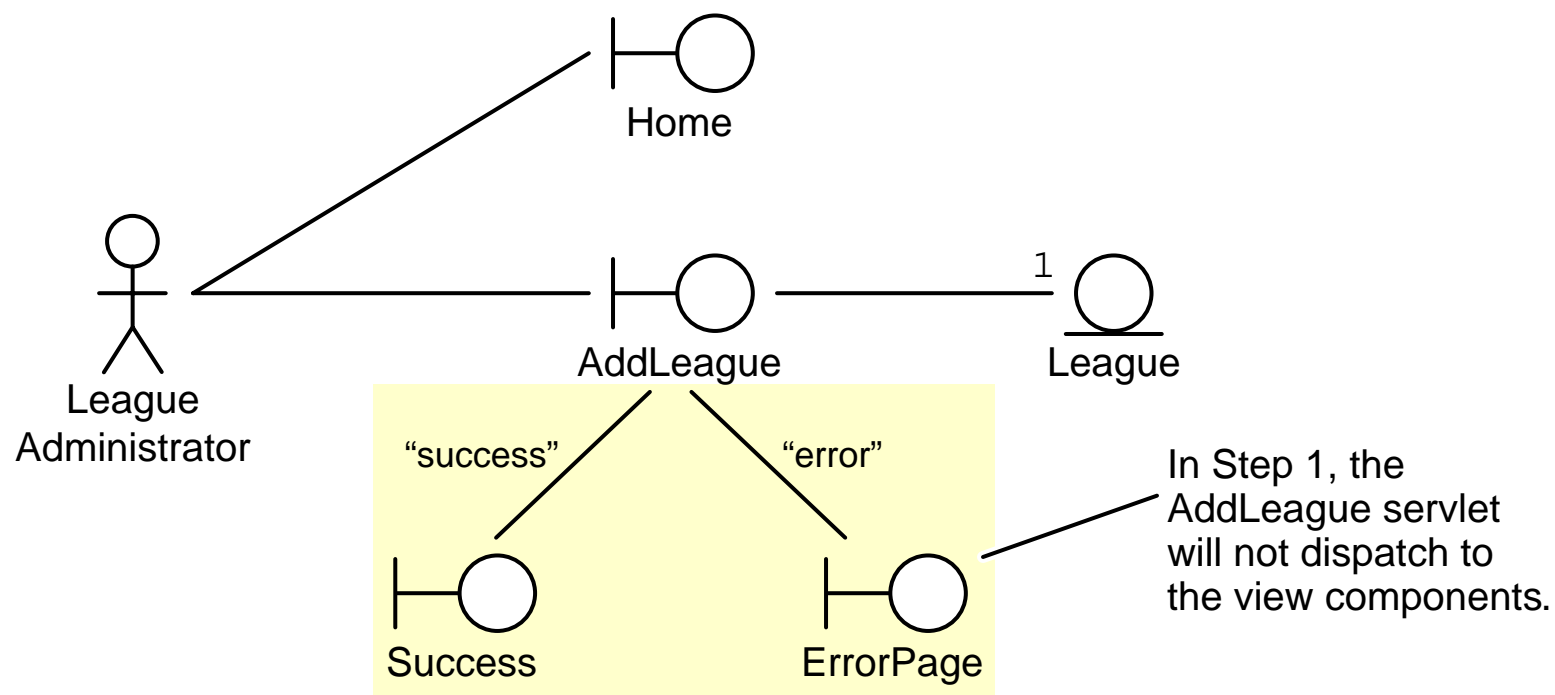 Home
1
AddLeague
League
League
Administrator
“success”
“error”
In Step 1, the
AddLeague servlet
will not dispatch to
the view components.
Success
ErrorPage